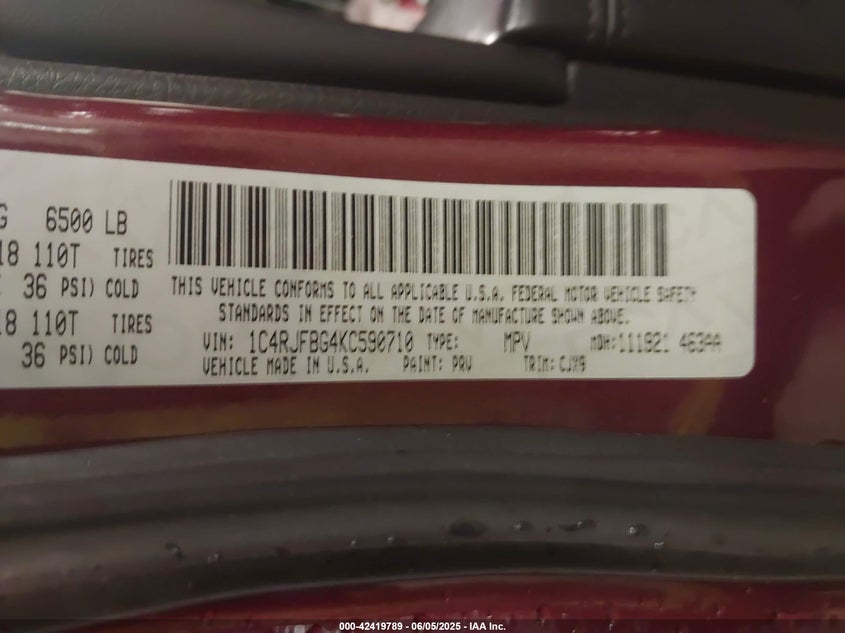 G 6500 LB
18 110T TIRES
36 PSI) COLD
18 110T TIRES
36 PSI) COLD
THIS VEHICLE CONFORMS TO ALL APPLICABLE U.S.A. FEDERAL MOTOR VEHICLE SAFETY
STANDARDS IN EFFECT ON THE DATE OF MANUFACTURE SHOWN ABOVE.
VIN: 1C4RJFBG4KC590710 TYPE: MPV MDH: 111921 463AA
VEHICLE MADE IN U.S.A. PAINT: PRV TRIM: CJX9
000-42419789 - 06/05/2025 - IAA Inc.